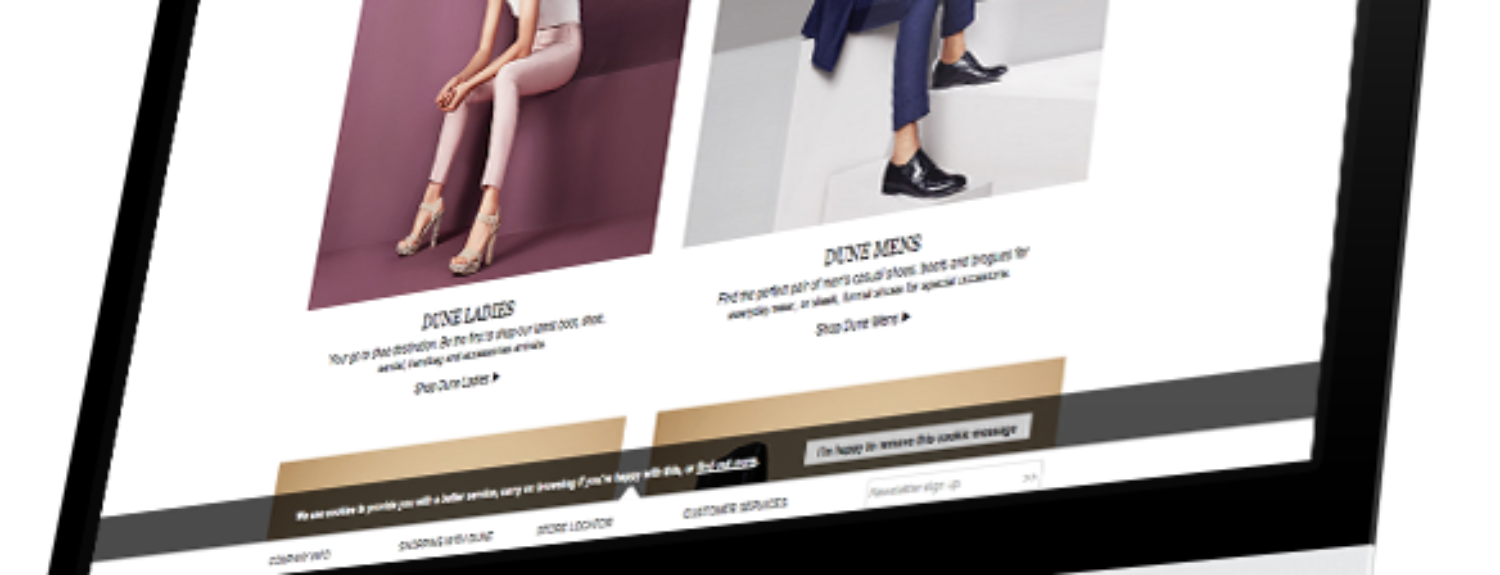 DUNE LADIES
Your go to shoe destination. Be the first to shop our latest boot, shoe,
sandal, handbag and accessories arrivals.
Shop Dune Ladies
DUNE MENS
Find the perfect pair of men's casual shoes, boots and brogues for
everyday wear, or sleek, formal shoes for special occasions.
Shop Dune Mens
We use cookies to provide you with a better service, carry on browsing if you're happy with this, or find out more.
I'm happy to remove this cookie message
COMPANY INFO
SHOPPING WITH DUNE
STORE LOCATOR
CUSTOMER SERVICES
Newsletter sign up
>>